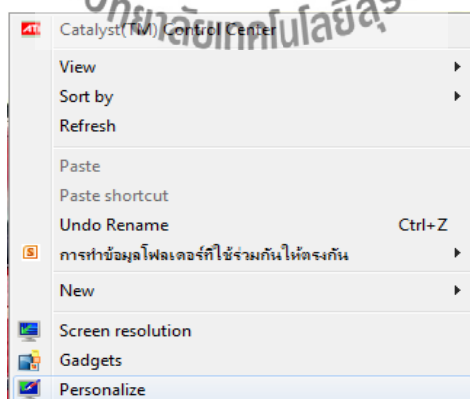 ATI Catalyst(TM) Control Center
View
Sort by
Refresh
Paste
Paste shortcut
Undo Rename Ctrl+Z
S การทำข้อมูลโฟลเดอร์ที่ใช้ร่วมกันให้ตรงกัน
New
Screen resolution
Gadgets
Personalize